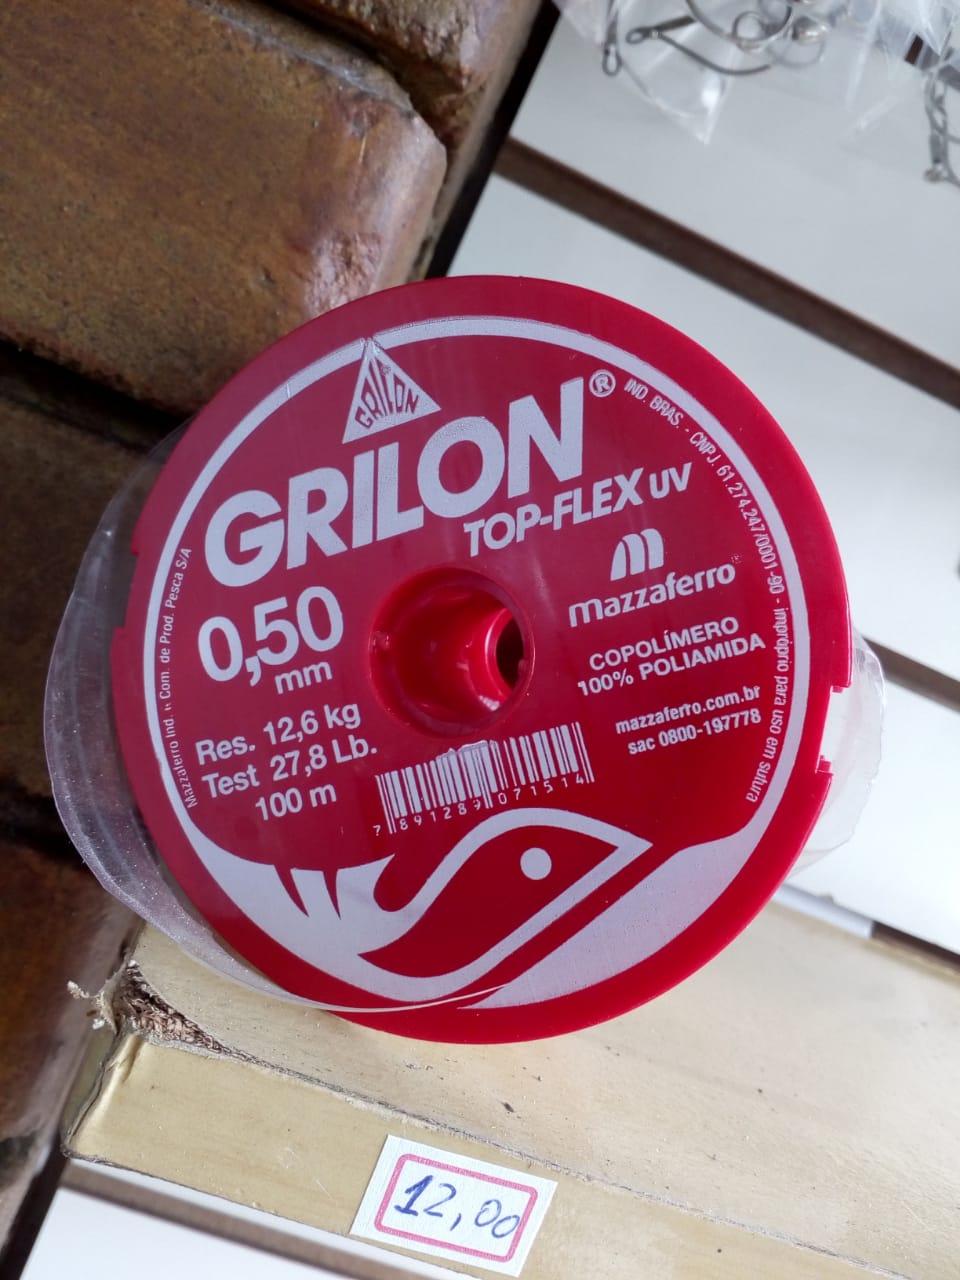 GRILON
GRILON®
TOP-FLEX UV
IND. BRAS. - CNPJ. 61.274.247/0001-90 - impróprio para uso em sutura
mazzaferro
0,50
mm
COPOLÍMERO
100% POLIAMIDA
Mazzaferro Ind. e Com. de Prod. Pesca S/A
Res. 12,6 kg
Test 27,8 Lb.
100 m
mazzaferro.com.br
sac 0800-197778
7 891289 071514
12,00